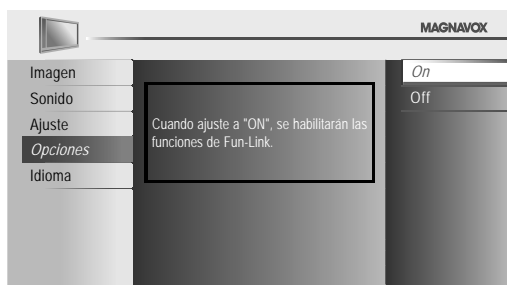 MAGNAVOX
Imagen
Sonido
Ajuste
Opciones
Idioma
Cuando ajuste a "ON", se habilitarán las
funciones de Fun-Link.
On
Off